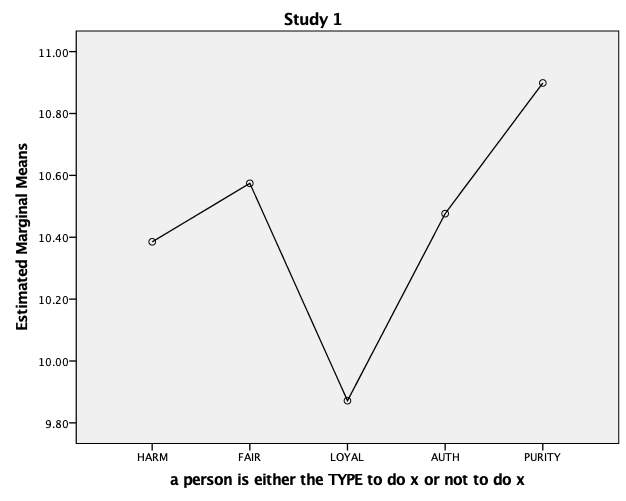 Study 1
Estimated Marginal Means
11.00
10.80
10.60
10.40
10.20
10.00
9.80
HARM FAIR LOYAL AUTH PURITY
a person is either the TYPE to do x or not to do x